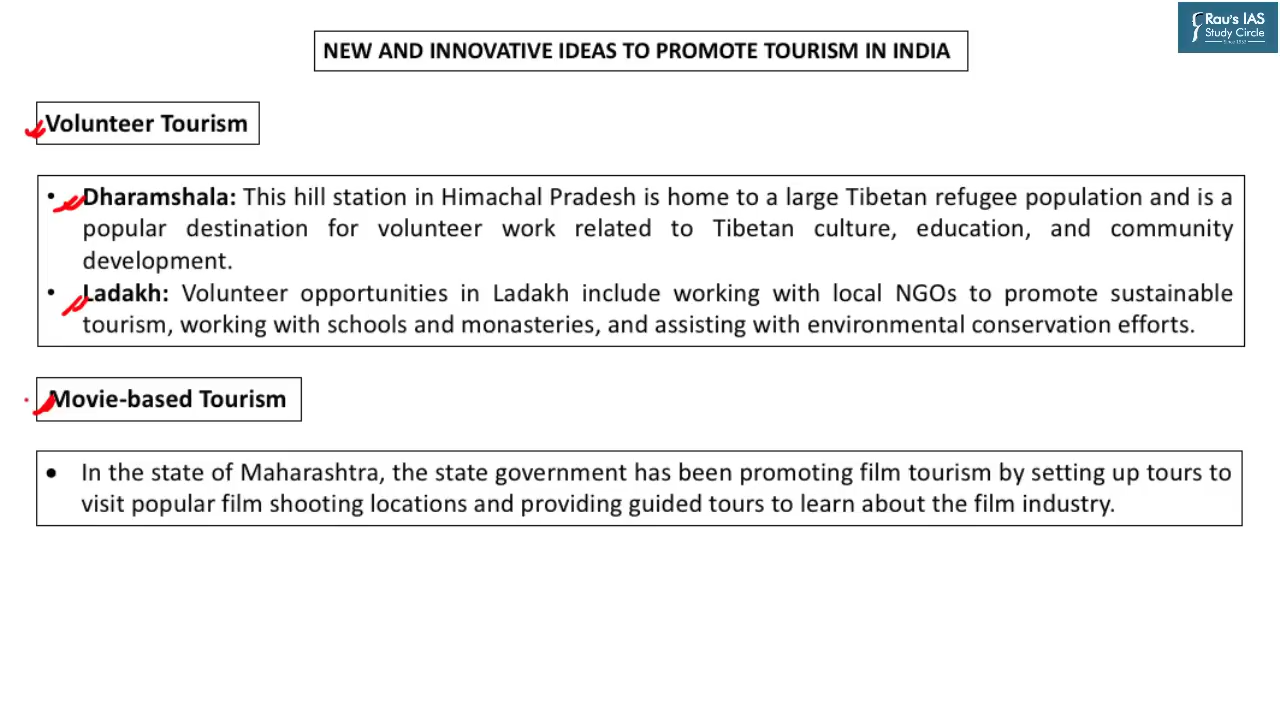 Rau's IAS
Study Circle
Since 1953
NEW AND INNOVATIVE IDEAS TO PROMOTE TOURISM IN INDIA
Volunteer Tourism
• Dharamshala: This hill station in Himachal Pradesh is home to a large Tibetan refugee population and is a
popular destination for volunteer work related to Tibetan culture, education, and community
development.
• Ladakh: Volunteer opportunities in Ladakh include working with local NGOs to promote sustainable
tourism, working with schools and monasteries, and assisting with environmental conservation efforts.
Movie-based Tourism
• In the state of Maharashtra, the state government has been promoting film tourism by setting up tours to
visit popular film shooting locations and providing guided tours to learn about the film industry.